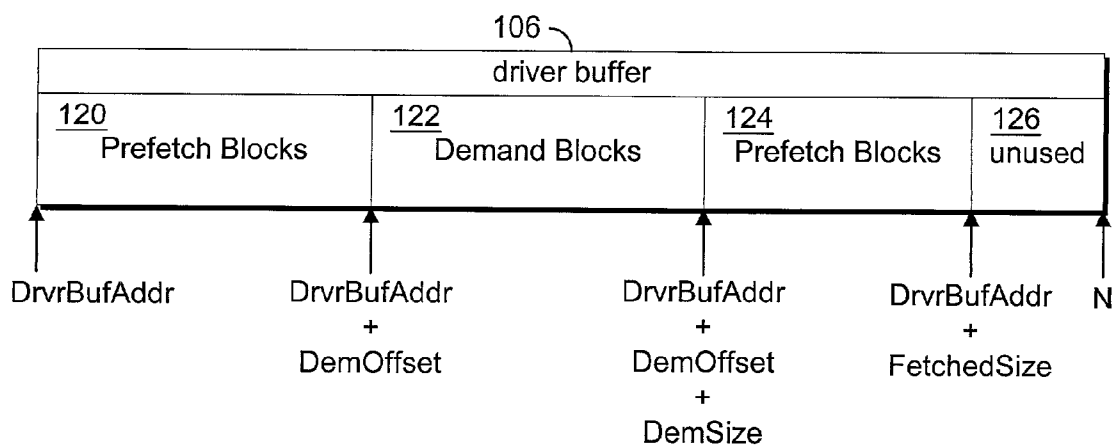 106
driver buffer
120
Prefetch Blocks
122
Demand Blocks
124
Prefetch Blocks
126
unused
DrvrBufAddr
DrvrBufAddr
+
DemOffset
DrvrBufAddr
+
DemOffset
+
DemSize
DrvrBufAddr
+
FetchedSize
N